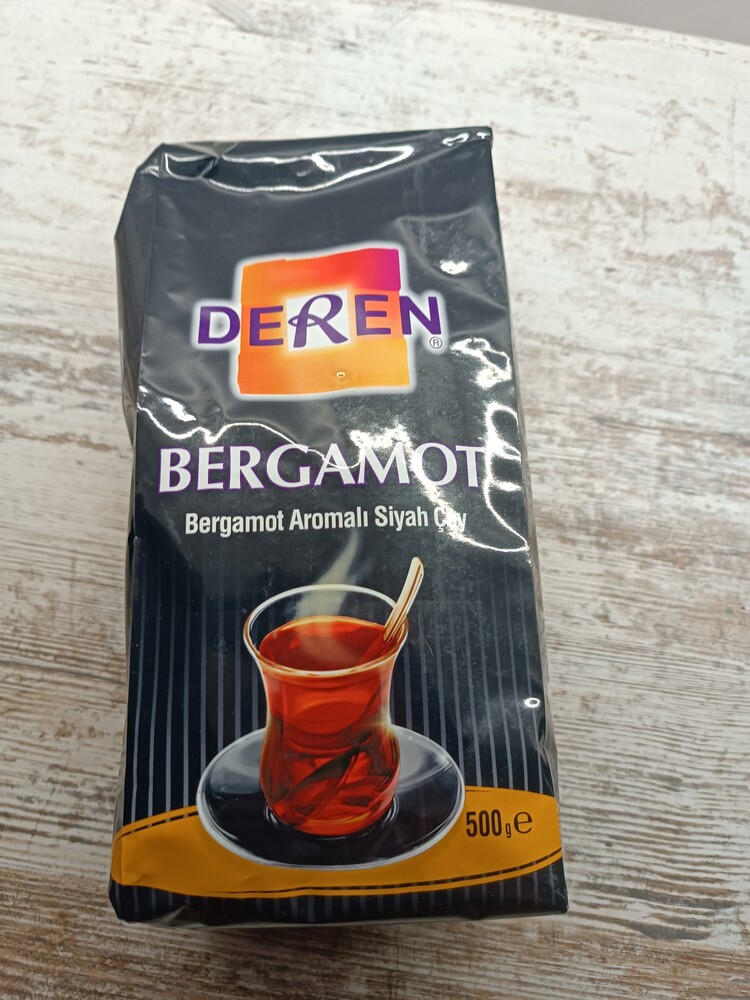 DEREN®
BERGAMOT
Bergamot Aromalı Siyah Çay
500g e